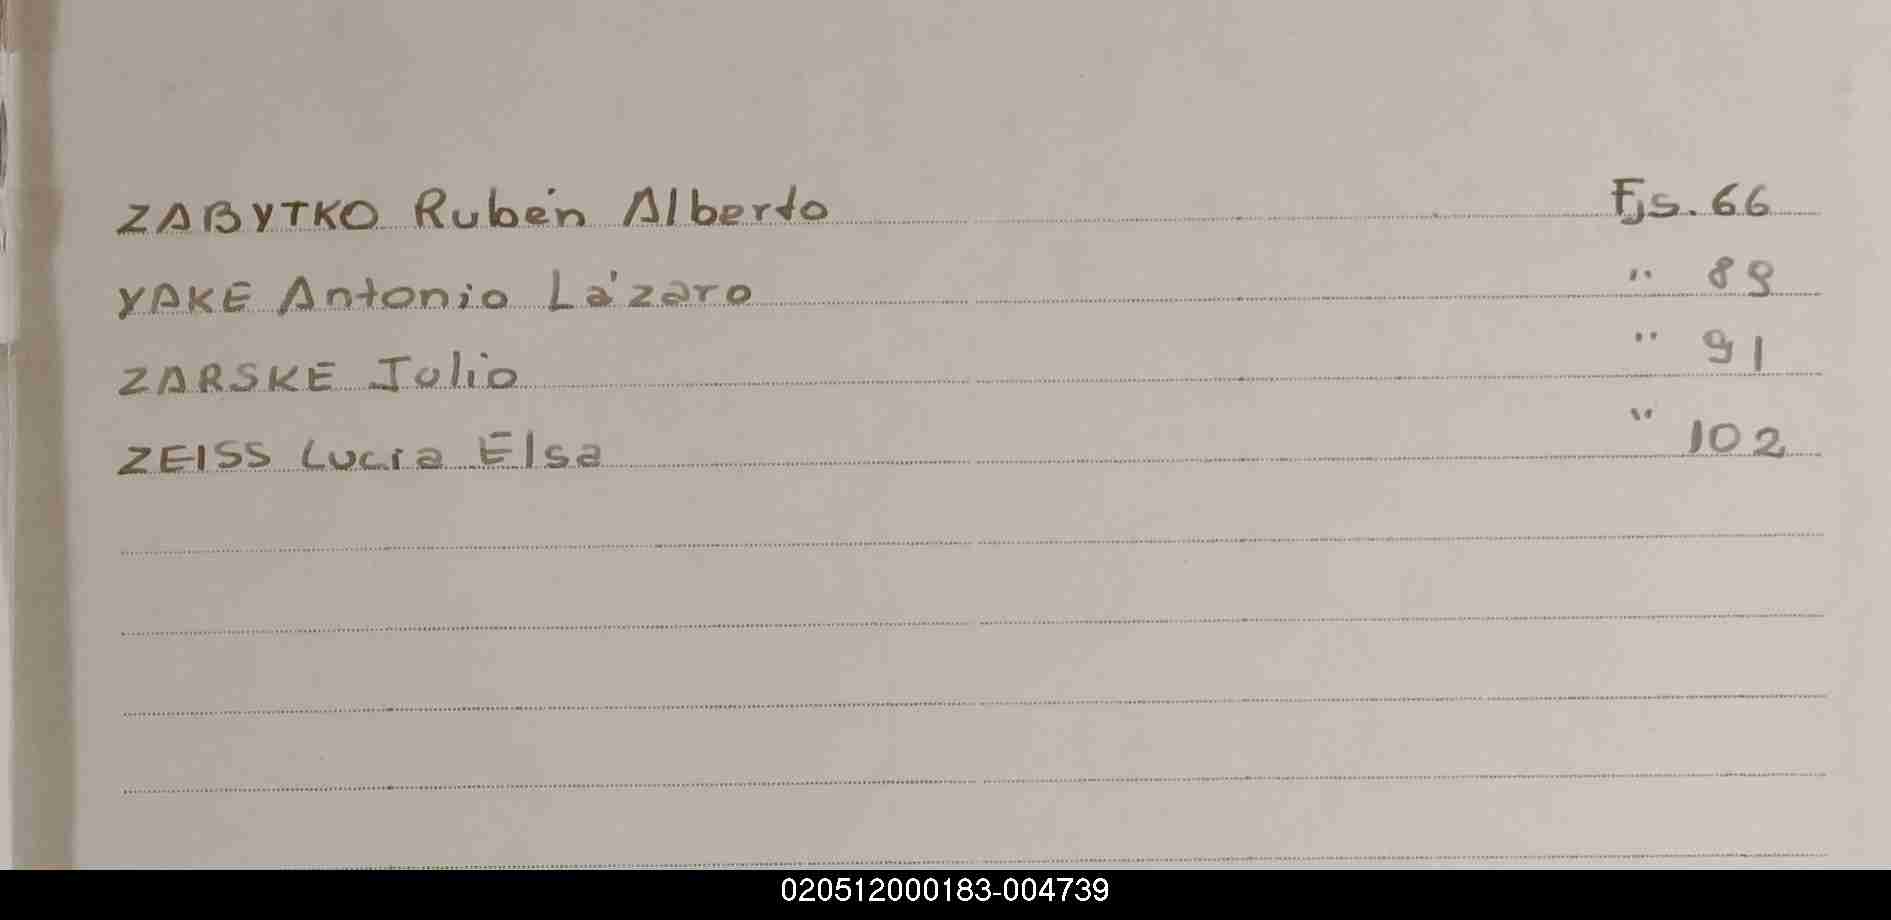 ZABYTKO Rubén Alberto Fjs. 66
YAKE Antonio Lázaro " 89
ZARSKE Julio " 91
ZEISS Lucia Elsa " 102
020512000183-004739